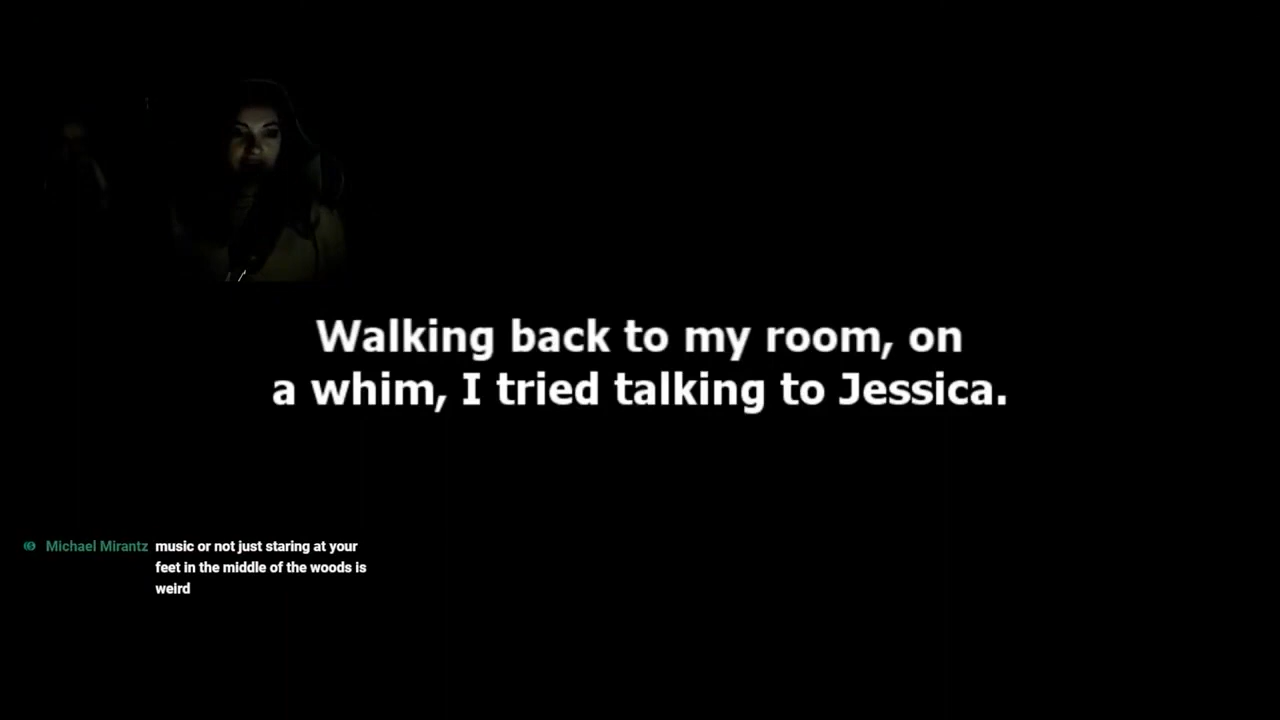 Walking back to my room, on
a whim, I tried talking to Jessica.
Michael Mirantz music or not just staring at your
feet in the middle of the woods is
weird